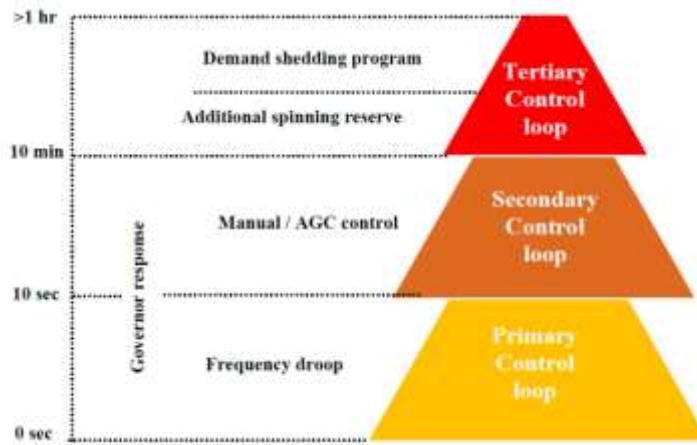 >1 hr
Demand shedding program
Tertiary
Control
loop
Additional spinning reserve
10 min
Manual / AGC control
Secondary
Control
loop
Governor response
10 sec
Frequency droop
Primary
Control
loop
0 sec